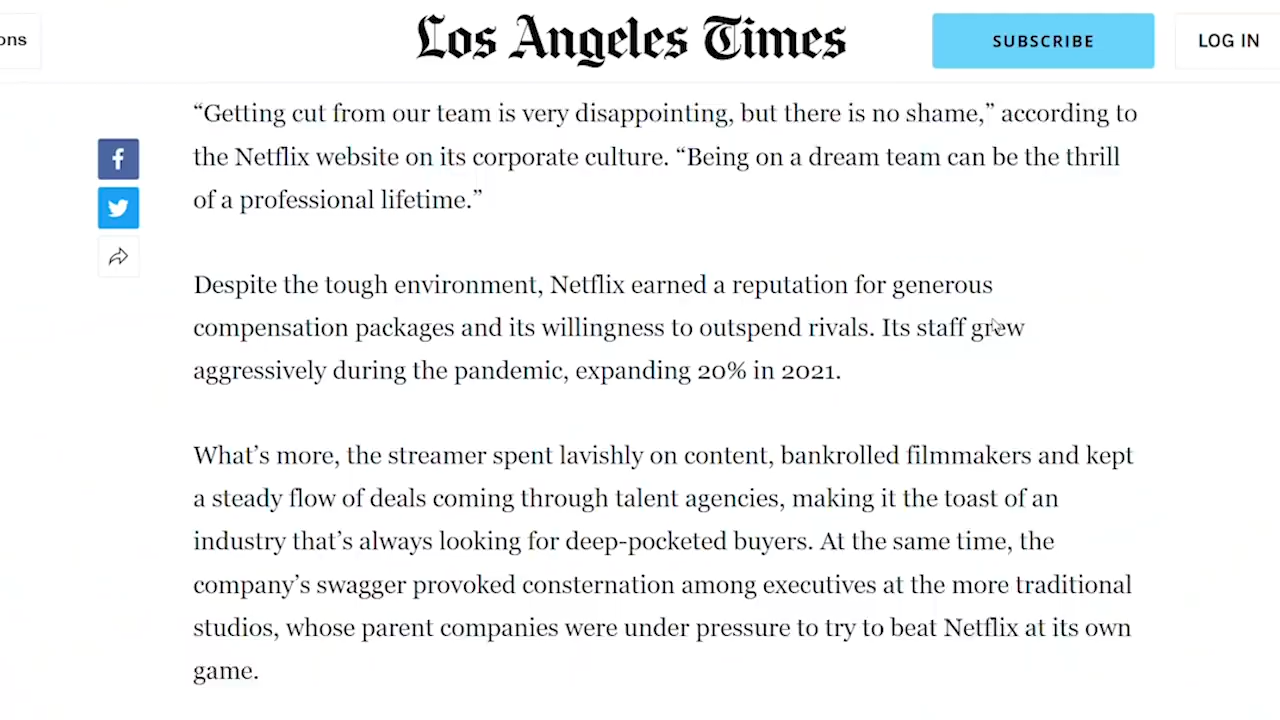 ons
Los Angeles Times
SUBSCRIBE
LOG IN
“Getting cut from our team is very disappointing, but there is no shame,” according to
the Netflix website on its corporate culture. “Being on a dream team can be the thrill
of a professional lifetime.”
Despite the tough environment, Netflix earned a reputation for generous
compensation packages and its willingness to outspend rivals. Its staff grew
aggressively during the pandemic, expanding 20% in 2021.
What’s more, the streamer spent lavishly on content, bankrolled filmmakers and kept
a steady flow of deals coming through talent agencies, making it the toast of an
industry that’s always looking for deep-pocketed buyers. At the same time, the
company’s swagger provoked consternation among executives at the more traditional
studios, whose parent companies were under pressure to try to beat Netflix at its own
game.